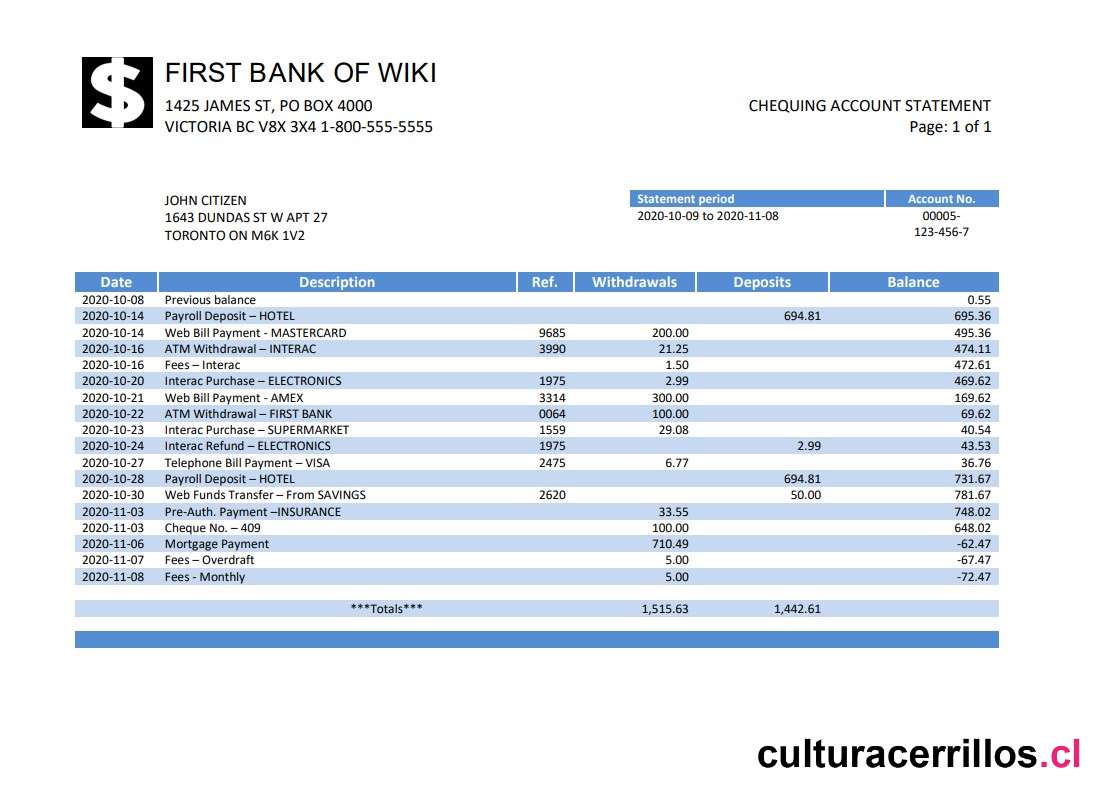 $
FIRST BANK OF WIKI
1425 JAMES ST, PO BOX 4000
VICTORIA BC V8X 3X4 1-800-555-5555
CHEQUING ACCOUNT STATEMENT
Page: 1 of 1
JOHN CITIZEN
1643 DUNDAS ST W APT 27
TORONTO ON M6K 1V2
Statement period Account No.
2020-10-09 to 2020-11-08 00005-
123-456-7
Date Description Ref. Withdrawals Deposits Balance
2020-10-08 Previous balance 0.55
2020-10-14 Payroll Deposit – HOTEL 694.81 695.36
2020-10-14 Web Bill Payment - MASTERCARD 9685 200.00 495.36
2020-10-16 ATM Withdrawal – INTERAC 3990 21.25 474.11
2020-10-16 Fees – Interac 1.50 472.61
2020-10-20 Interac Purchase – ELECTRONICS 1975 2.99 469.62
2020-10-21 Web Bill Payment - AMEX 3314 300.00 169.62
2020-10-22 ATM Withdrawal – FIRST BANK 0064 100.00 69.62
2020-10-23 Interac Purchase – SUPERMARKET 1559 29.08 40.54
2020-10-24 Interac Refund – ELECTRONICS 1975 2.99 43.53
2020-10-27 Telephone Bill Payment – VISA 2475 6.77 36.76
2020-10-28 Payroll Deposit – HOTEL 694.81 731.67
2020-10-30 Web Funds Transfer – From SAVINGS 2620 50.00 781.67
2020-11-03 Pre-Auth. Payment –INSURANCE 33.55 748.02
2020-11-03 Cheque No. – 409 100.00 648.02
2020-11-06 Mortgage Payment 710.49 -62.47
2020-11-07 Fees – Overdraft 5.00 -67.47
2020-11-08 Fees - Monthly 5.00 -72.47
***Totals*** 1,515.63 1,442.61
culturacerrillos.cl